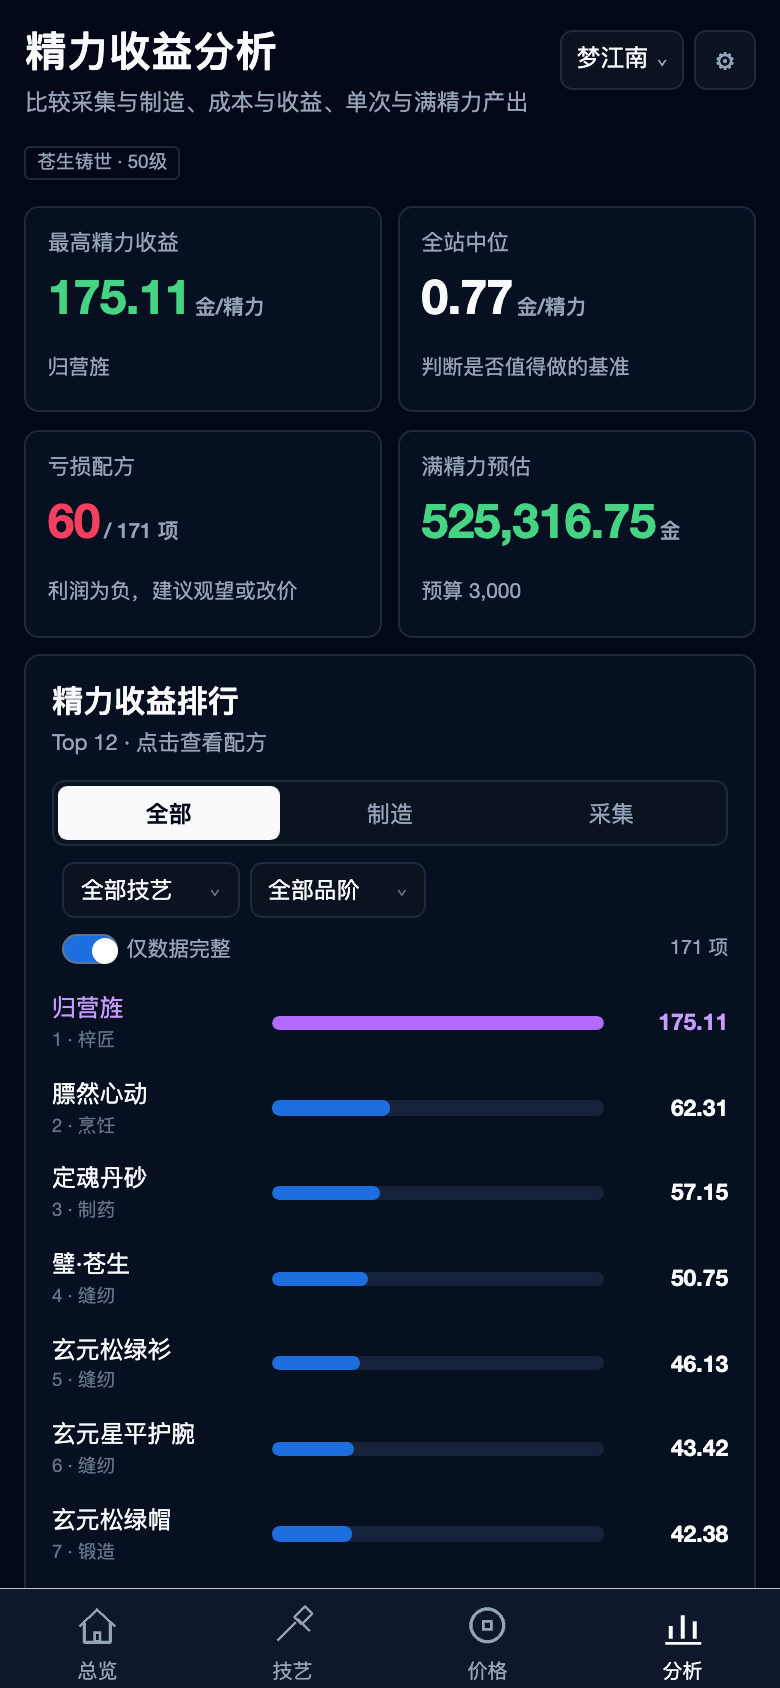 精力收益分析
梦江南
比较采集与制造、成本与收益、单次与满精力产出
苍生铸世 · 50级
最高精力收益
175.11 金/精力
归营旌
全站中位
0.77 金/精力
判断是否值得做的基准
亏损配方
60 / 171 项
利润为负，建议观望或改价
满精力预估
525,316.75 金
预算 3,000
精力收益排行
Top 12 · 点击查看配方
全部
制造
采集
全部技艺
全部品阶
仅数据完整
171 项
归营旌
175.11
1 · 梓匠
膘然心动
62.31
2 · 烹饪
定魂丹砂
57.15
3 · 制药
璧·苍生
50.75
4 · 缝纫
玄元松绿衫
46.13
5 · 缝纫
玄元星平护腕
43.42
6 · 缝纫
玄元松绿帽
42.38
7 · 锻造
总览
技艺
价格
分析